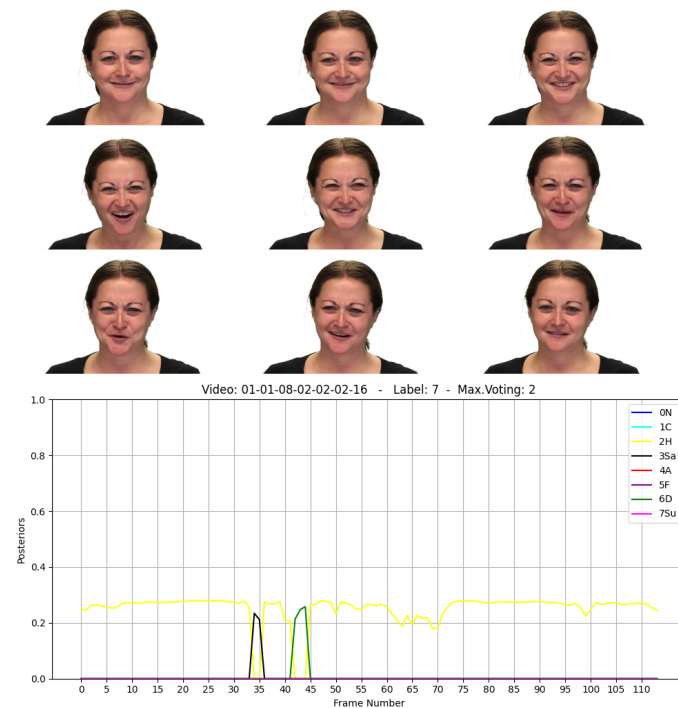 Video: 01-01-08-02-02-02-16 - Label: 7 - Max.Voting: 2
1.0
0.8
0.6
0.4
0.2
0.0
Posteriors
0N
1C
2H
3Sa
4A
5F
6D
7Su
0 5 10 15 20 25 30 35 40 45 50 55 60 65 70 75 80 85 90 95 100 105 110
Frame Number